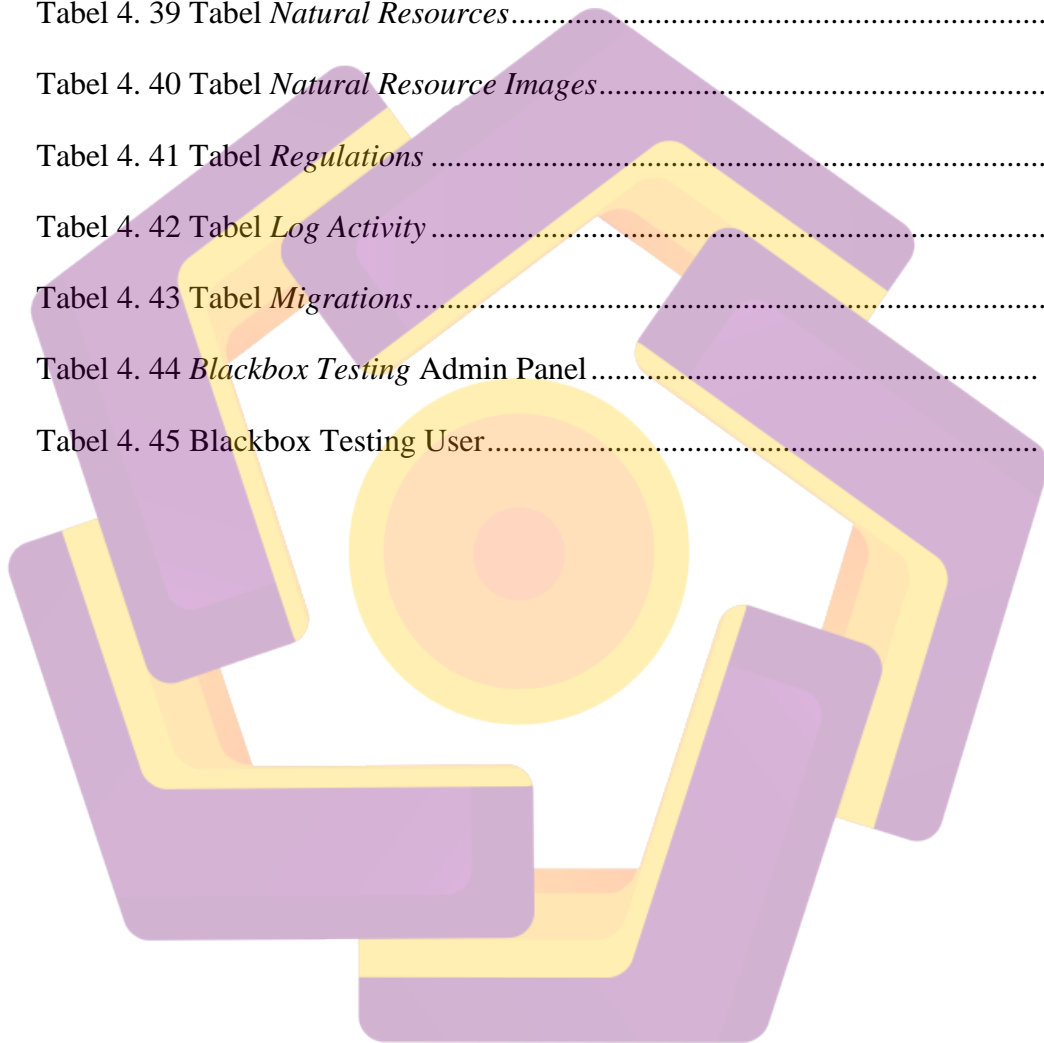 Tabel 4. 39 Tabel Natural Resources........................................................................
Tabel 4. 40 Tabel Natural Resource Images............................................................
Tabel 4. 41 Tabel Regulations ..................................................................................
Tabel 4. 42 Tabel Log Activity ..................................................................................
Tabel 4. 43 Tabel Migrations....................................................................................
Tabel 4. 44 Blackbox Testing Admin Panel............................................................
Tabel 4. 45 Blackbox Testing User.........................................................................